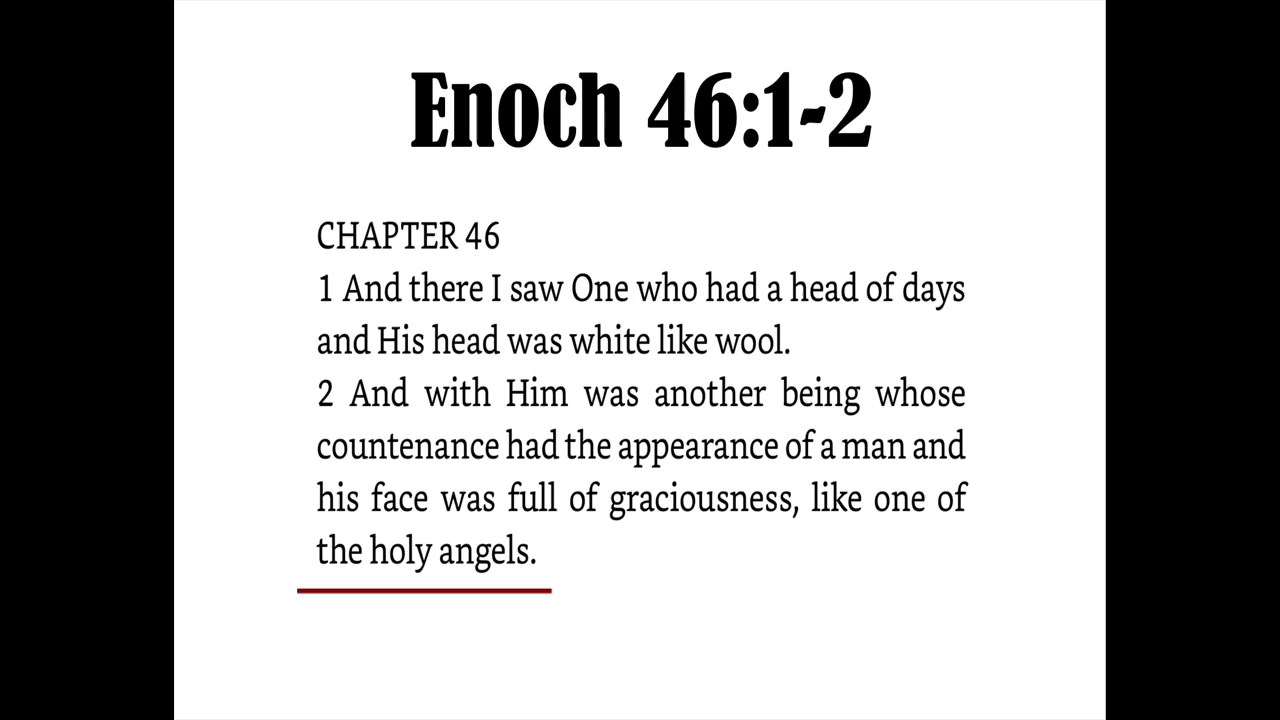 Enoch 46:1-2
CHAPTER 46
1 And there I saw One who had a head of days
and His head was white like wool.
2 And with Him was another being whose
countenance had the appearance of a man and
his face was full of graciousness, like one of
the holy angels.